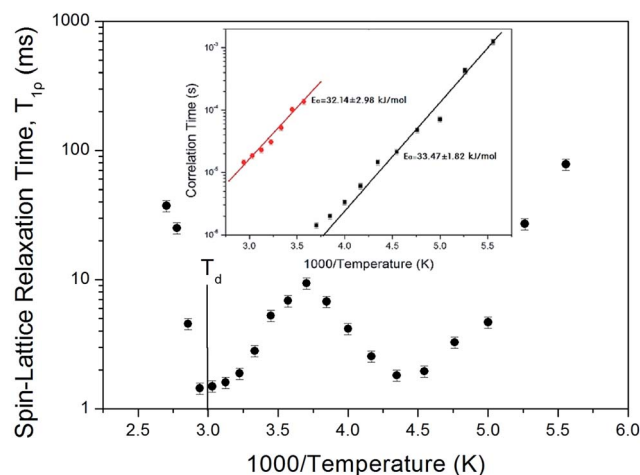 Spin-Lattice Relaxation Time, T1ρ (ms)
1000
100
10
1
2.5 3.0 3.5 4.0 4.5 5.0 5.5 6.0
1000/Temperature (K)
Td
Correlation Time (s)
10-3
10-4
10-5
10-6
3.0 3.5 4.0 4.5 5.0 5.5
1000/Temperature (K)
Ea=32.14±2.98 kJ/mol
Ea=33.47±1.82 kJ/mol